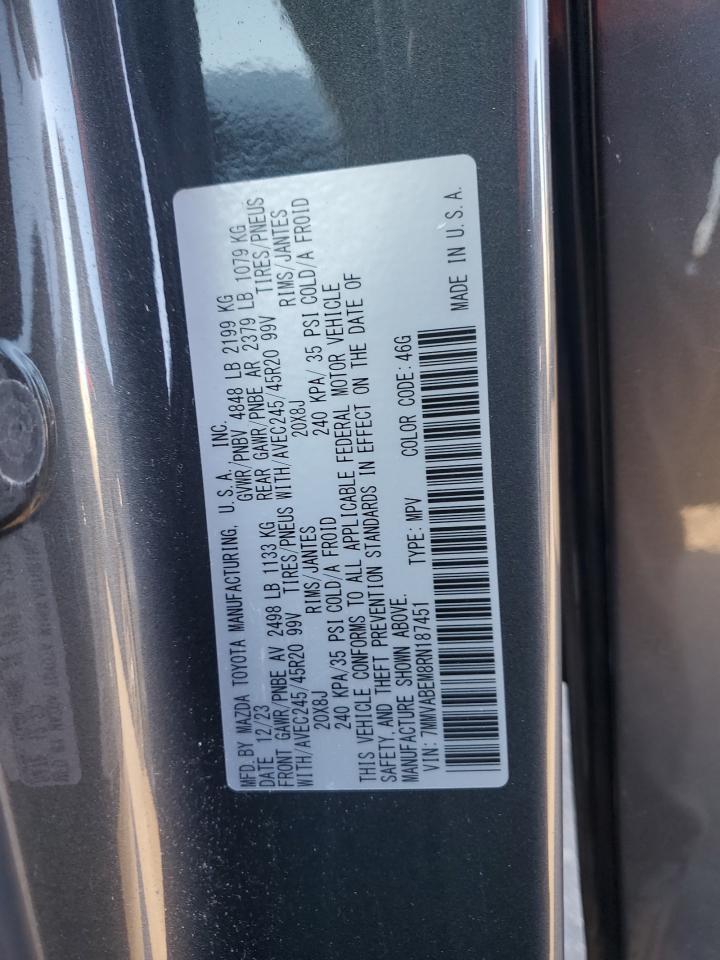 MFD. BY MAZDA TOYOTA MANUFACTURING, U.S.A. INC.
DATE 12/23 GVWR/PNBV 4848 LB 2199 KG
FRONT GAWR/PNBE AV 2498 LB 1133 KG REAR GAWR/PNBE AR 2379 LB 1079 KG
WITH/AVEC245/45R20 99V TIRES/PNEUS WITH/AVEC245/45R20 99V TIRES/PNEUS
20X8J RIMS/JANTES 20X8J RIMS/JANTES
240 KPA/35 PSI COLD/A FROID 240 KPA/ 35 PSI COLD/A FROID
THIS VEHICLE CONFORMS TO ALL APPLICABLE FEDERAL MOTOR VEHICLE
SAFETY, AND THEFT PREVENTION STANDARDS IN EFFECT ON THE DATE OF
MANUFACTURE SHOWN ABOVE.
VIN: 7MMVABEM8RN187451 TYPE: MPV COLOR CODE: 46G
MADE IN U.S.A.